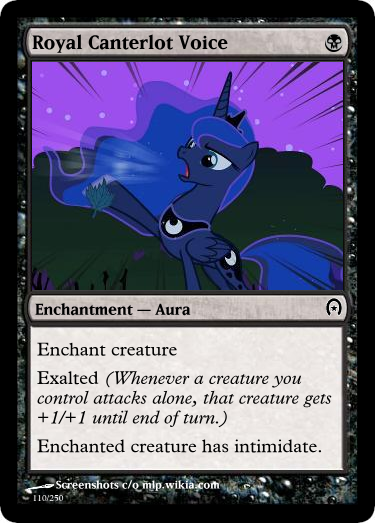 Royal Canterlot Voice
Enchantment — Aura
Enchant creature
Exalted (Whenever a creature you
control attacks alone, that creature gets
+1/+1 until end of turn.)
Enchanted creature has intimidate.
Screenshots c/o mlp.wikia.com
110/250